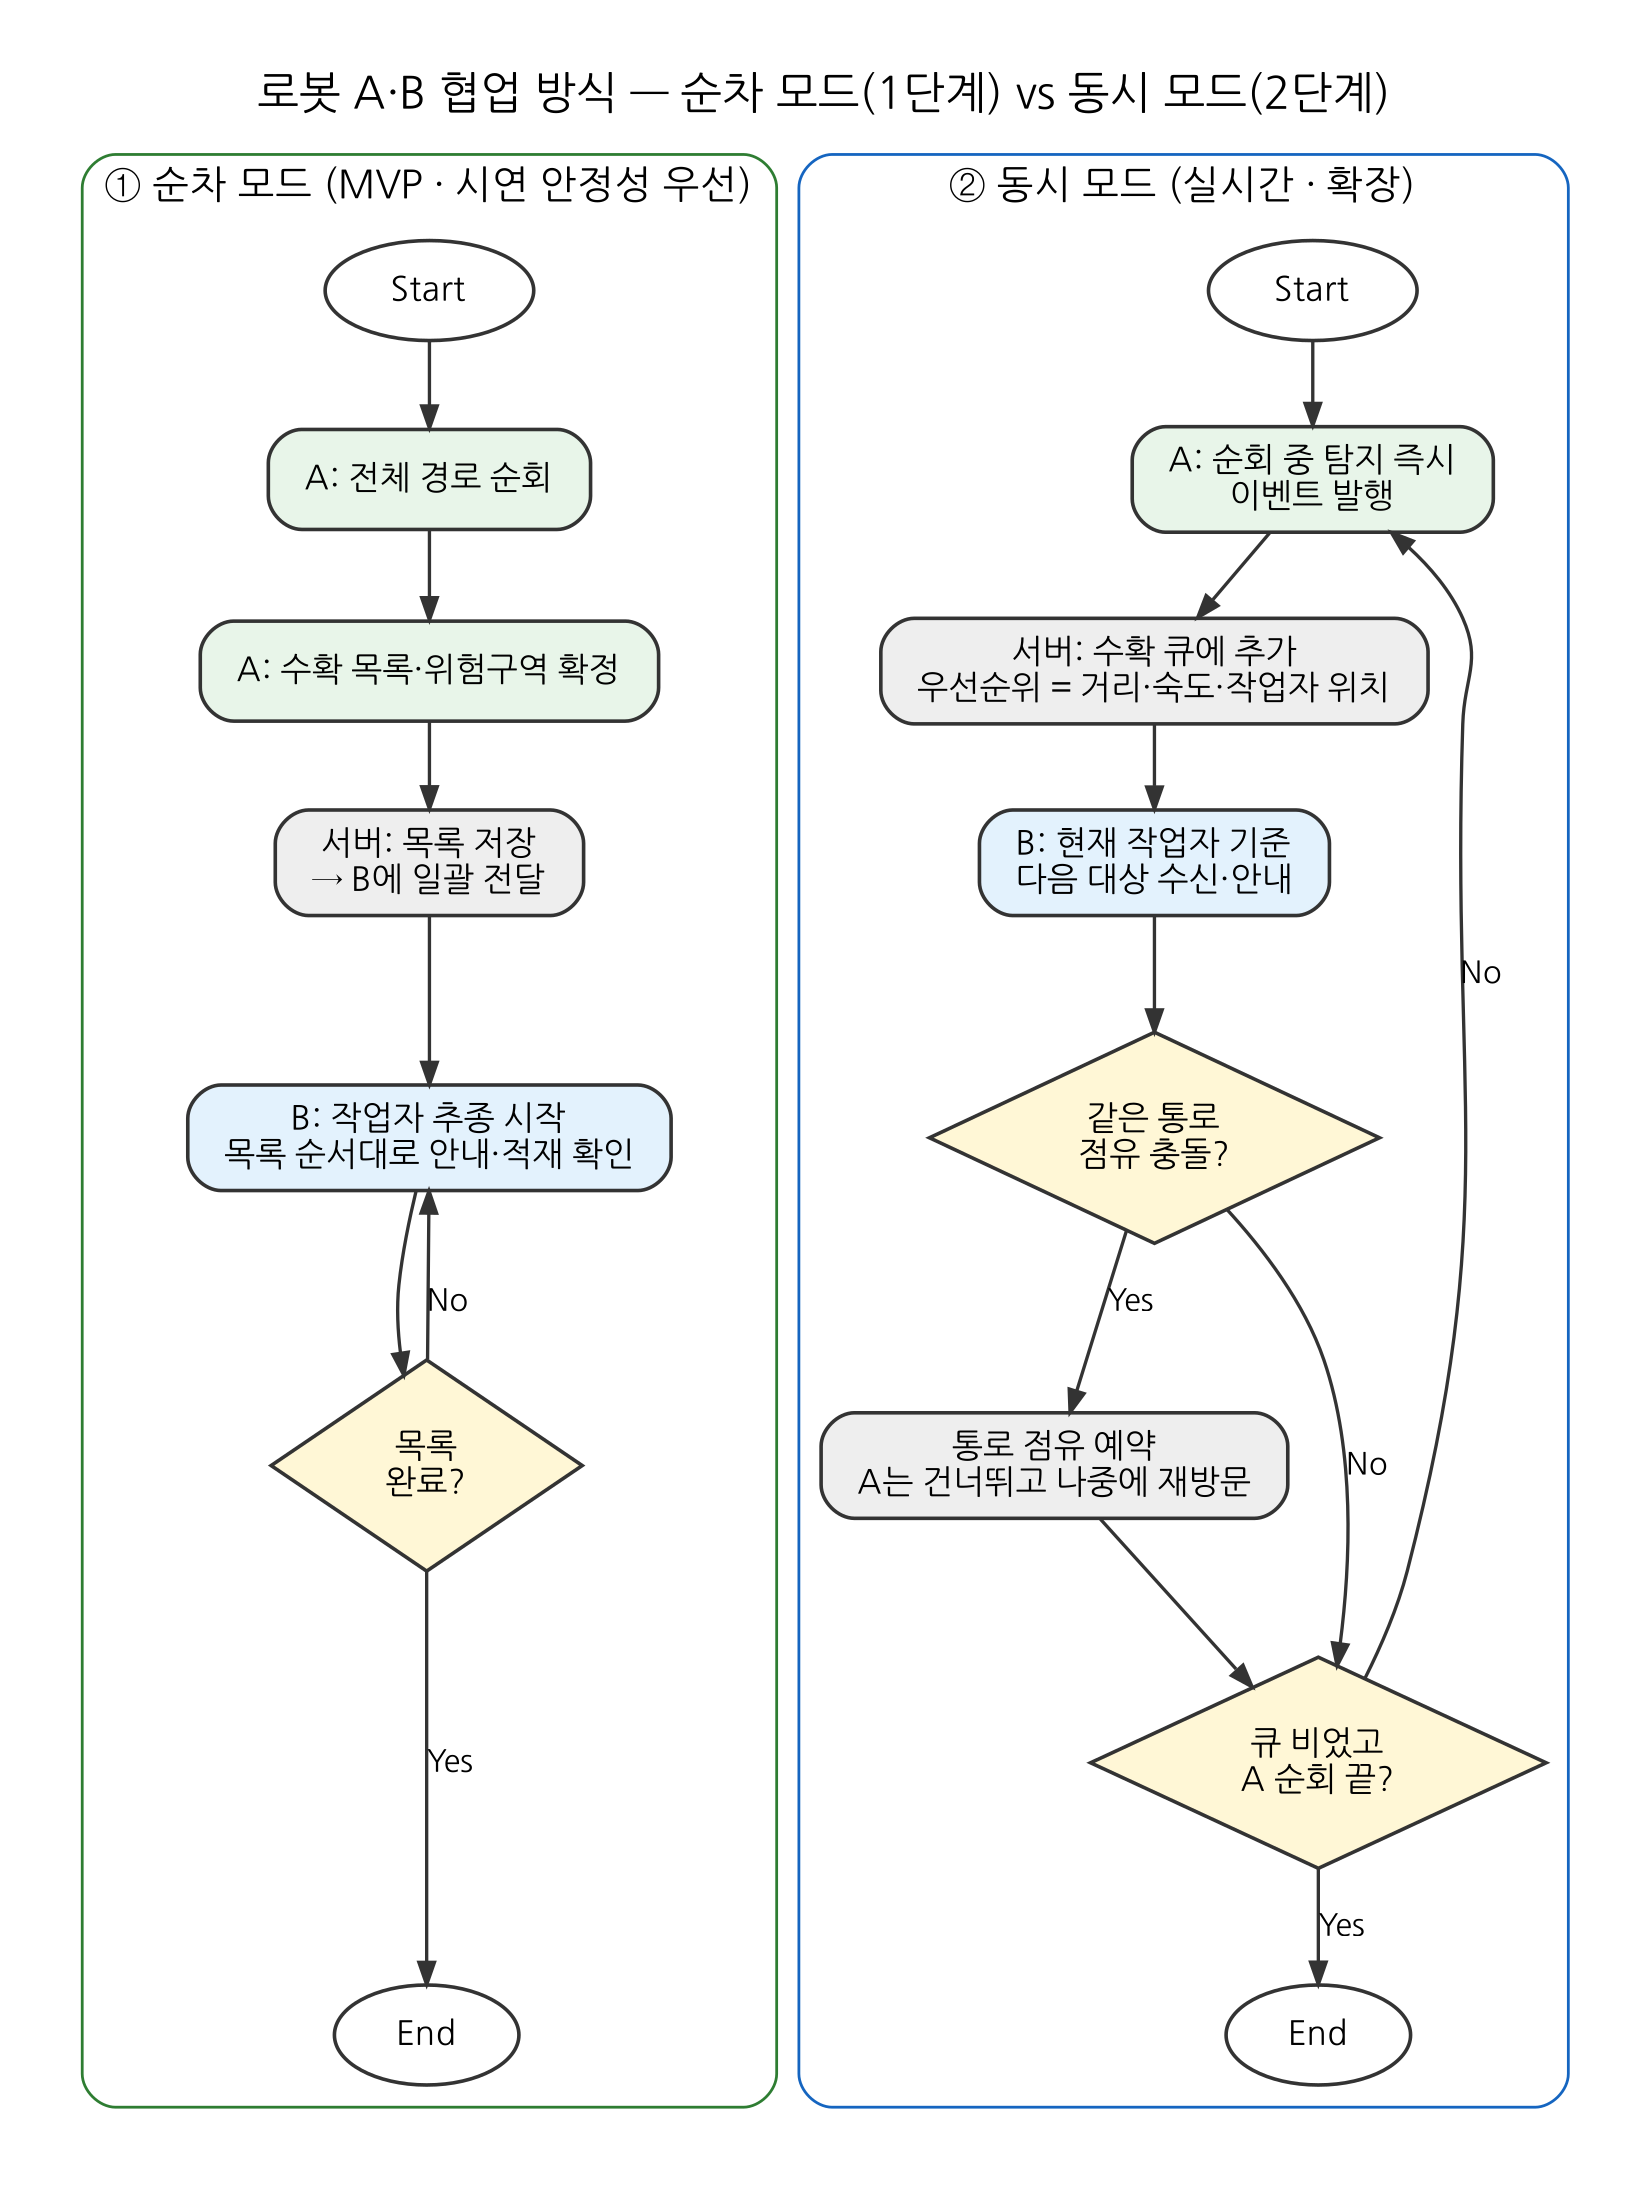 로봇 A·B 협업 방식 — 순차 모드(1단계) vs 동시 모드(2단계)
① 순차 모드 (MVP · 시연 안정성 우선)
Start
A: 전체 경로 순회
A: 수확 목록·위험구역 확정
서버: 목록 저장
→ B에 일괄 전달
B: 작업자 추종 시작
목록 순서대로 안내·적재 확인
No
목록
완료?
Yes
End
② 동시 모드 (실시간 · 확장)
Start
A: 순회 중 탐지 즉시
이벤트 발행
서버: 수확 큐에 추가
우선순위 = 거리·숙도·작업자 위치
B: 현재 작업자 기준
다음 대상 수신·안내
No
같은 통로
점유 충돌?
Yes
통로 점유 예약
A는 건너뛰고 나중에 재방문
No
큐 비었고
A 순회 끝?
Yes
End